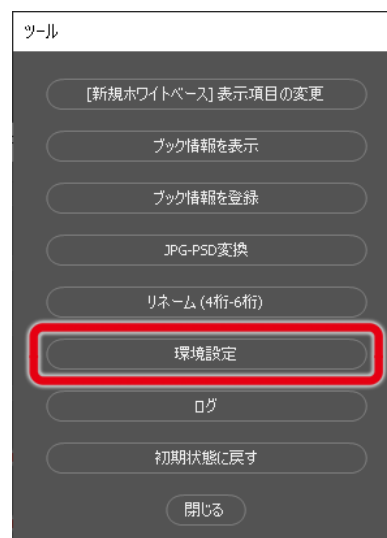 ツール
[新規ホワイトベース] 表示項目の変更
ブック情報を表示
ブック情報を登録
JPG-PSD変換
リネーム (4桁-6桁)
環境設定
ログ
初期状態に戻す
閉じる